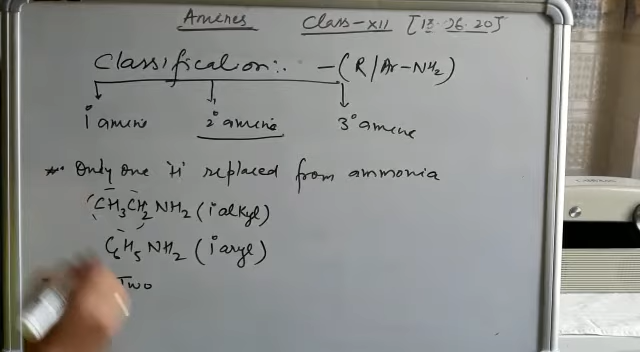 Amines Class-XII [18.06.20]
Classification:. -(R/Ar-NH₂)
1° amine 2° amine 3° amine
*. Only one 'H' replaced from ammonia
CH₃CH₂NH₂ (1° alkyl)
C₆H₅NH₂ (1° aryl)
Two